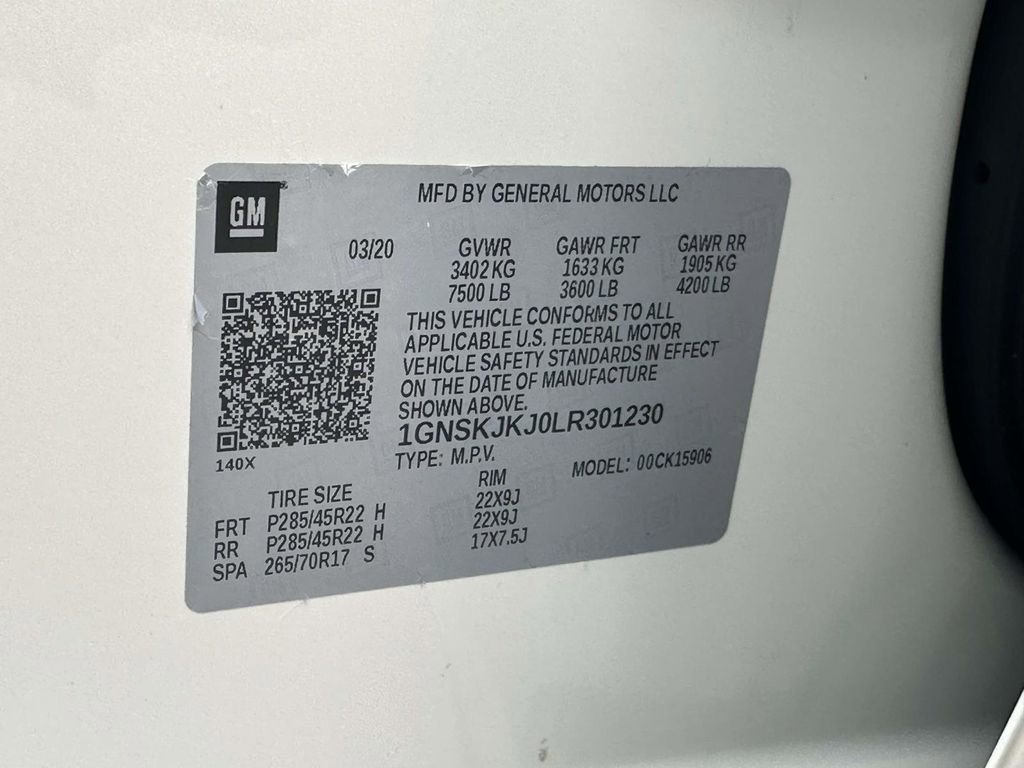 GM
MFD BY GENERAL MOTORS LLC
03/20 GVWR GAWR FRT GAWR RR
3402 KG 1633 KG 1905 KG
7500 LB 3600 LB 4200 LB
THIS VEHICLE CONFORMS TO ALL
APPLICABLE U.S. FEDERAL MOTOR
VEHICLE SAFETY STANDARDS IN EFFECT
ON THE DATE OF MANUFACTURE
SHOWN ABOVE.
1GNSKJKJ0LR301230
140X
TYPE: M.P.V. MODEL: 00CK15906
TIRE SIZE RIM
FRT P285/45R22 H 22X9J
RR P285/45R22 H 22X9J
SPA 265/70R17 S 17X7.5J